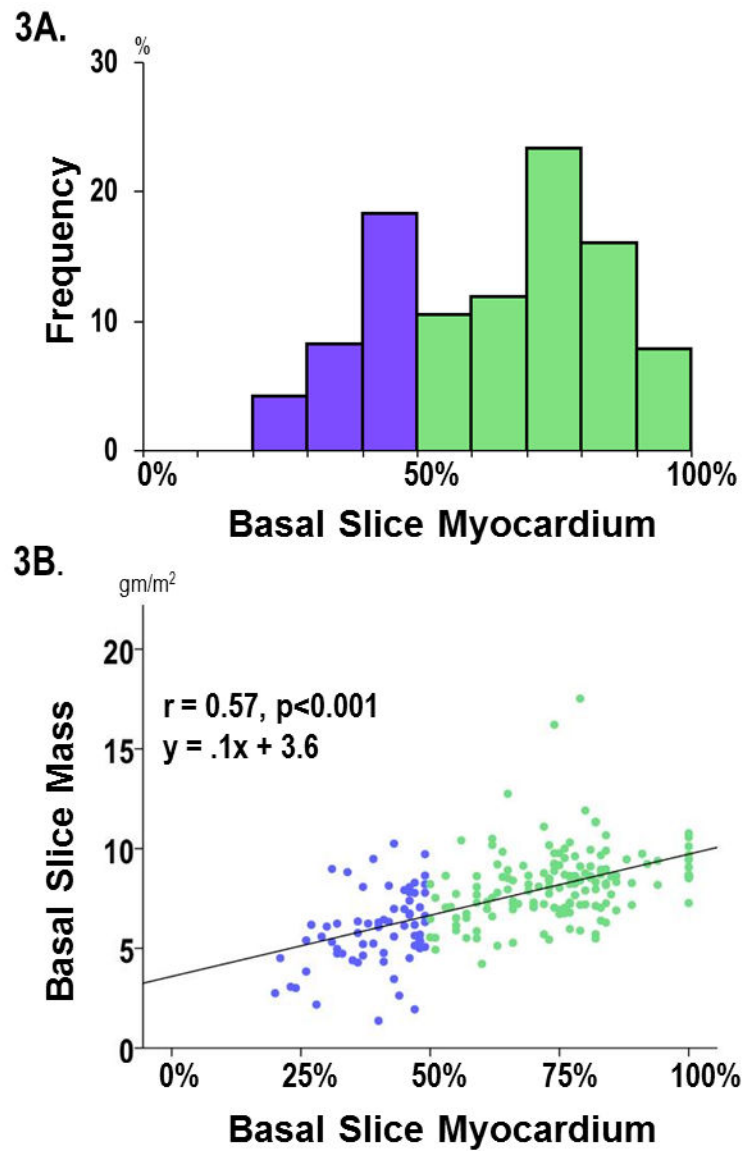 3A.
%
30
20
10
0
Frequency
0% 50% 100%
Basal Slice Myocardium
3B.
gm/m²
20
15
10
5
0
Basal Slice Mass
r = 0.57, p<0.001
y = .1x + 3.6
0% 25% 50% 75% 100%
Basal Slice Myocardium